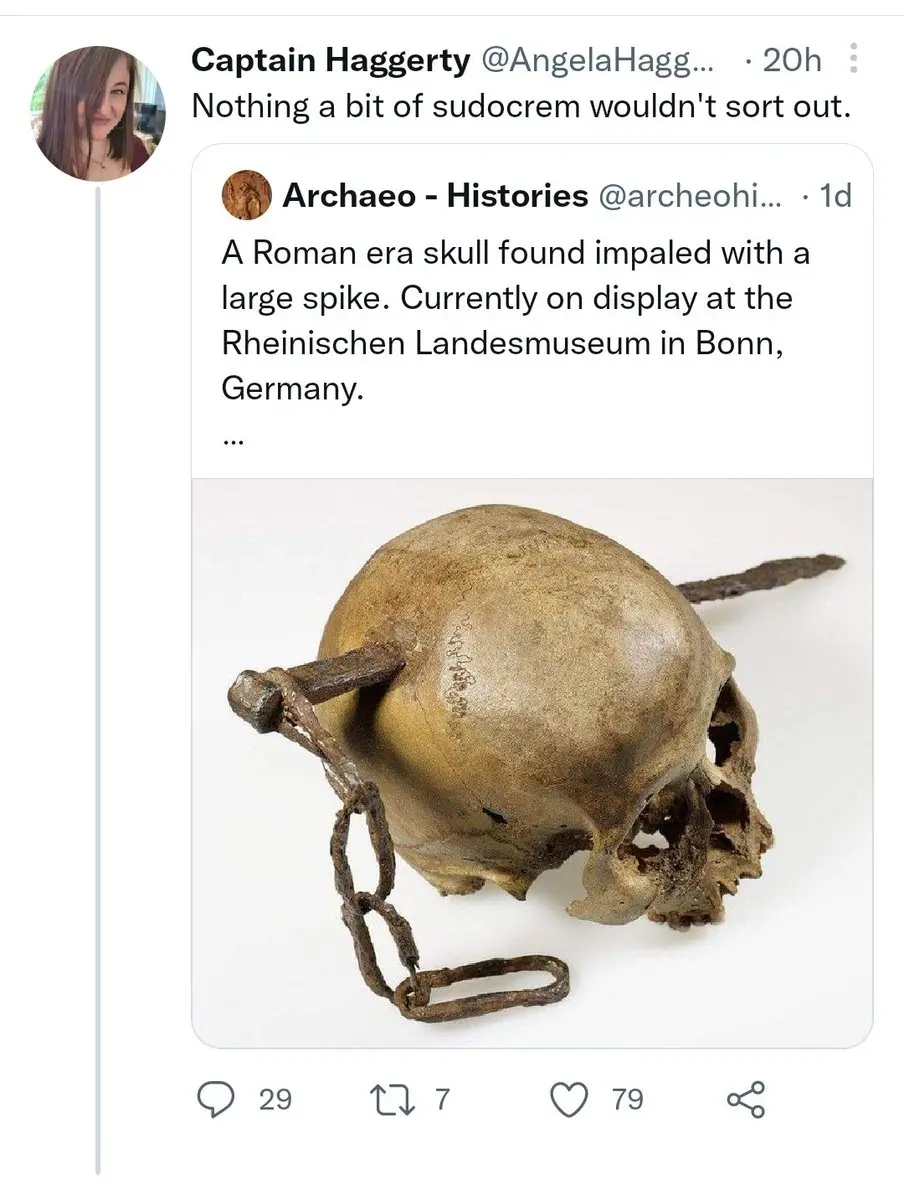 Captain Haggerty @AngelaHagg... · 20h
Nothing a bit of sudocrem wouldn't sort out.
Archaeo - Histories @archeohi... · 1d
A Roman era skull found impaled with a
large spike. Currently on display at the
Rheinischen Landesmuseum in Bonn,
Germany.
...
29 7 79